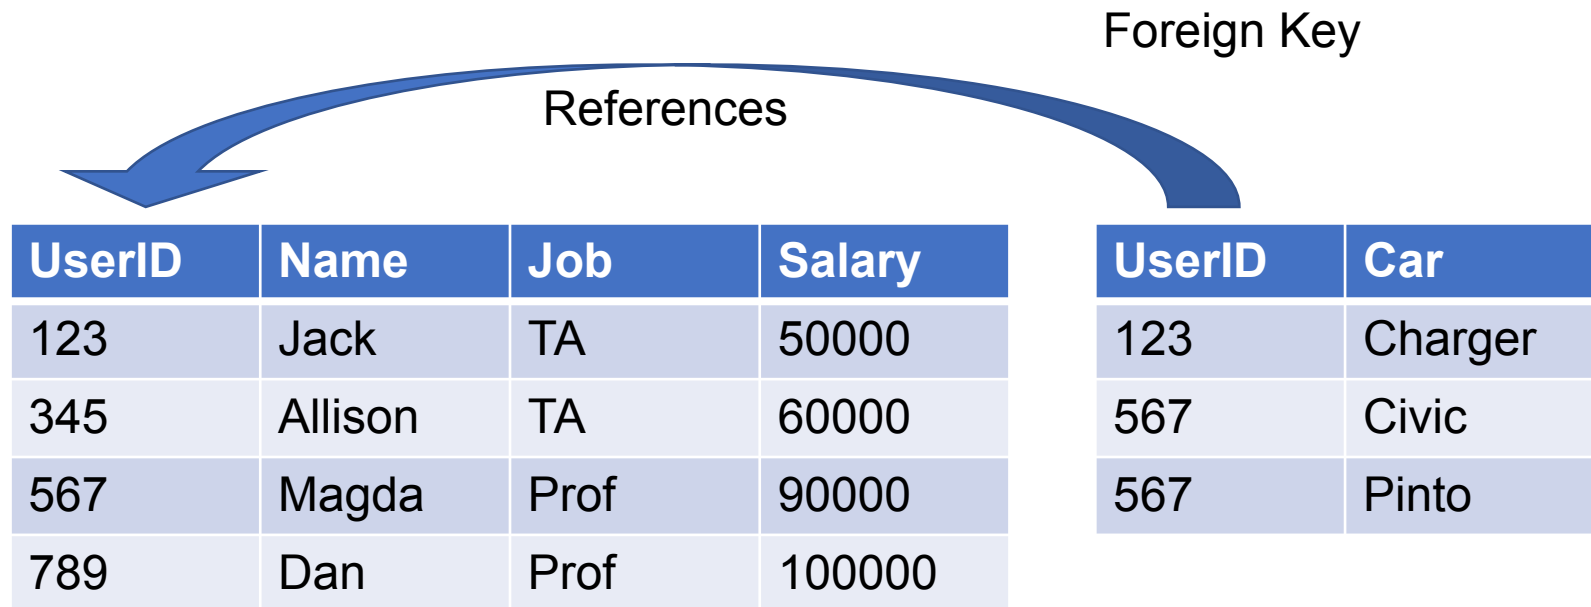 Foreign Key
References
UserID Name Job Salary
123 Jack TA 50000
345 Allison TA 60000
567 Magda Prof 90000
789 Dan Prof 100000
UserID Car
123 Charger
567 Civic
567 Pinto